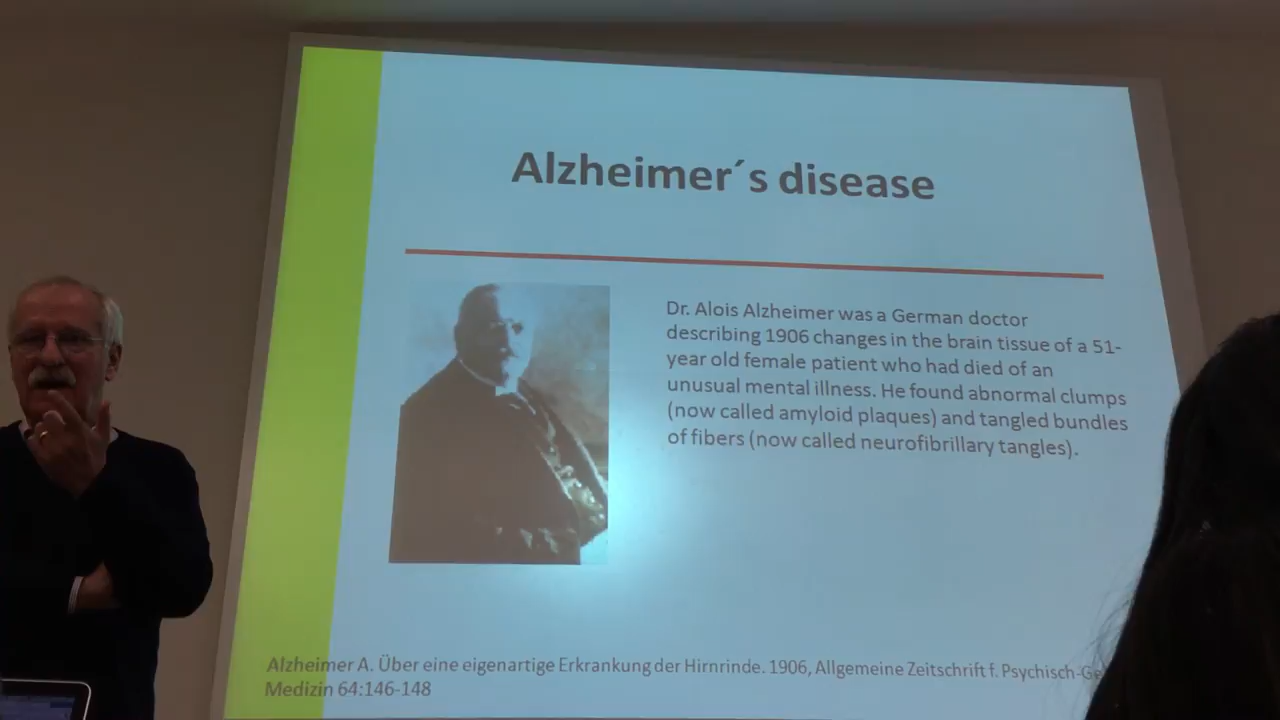 Alzheimer´s disease
Dr. Alois Alzheimer was a German doctor
describing 1906 changes in the brain tissue of a 51-
year old female patient who had died of an
unusual mental illness. He found abnormal clumps
(now called amyloid plaques) and tangled bundles
of fibers (now called neurofibrillary tangles).
Alzheimer A. Über eine eigenartige Erkrankung der Hirnrinde. 1906, Allgemeine Zeitschrift f. Psychisch-Ge
Medizin 64:146-148